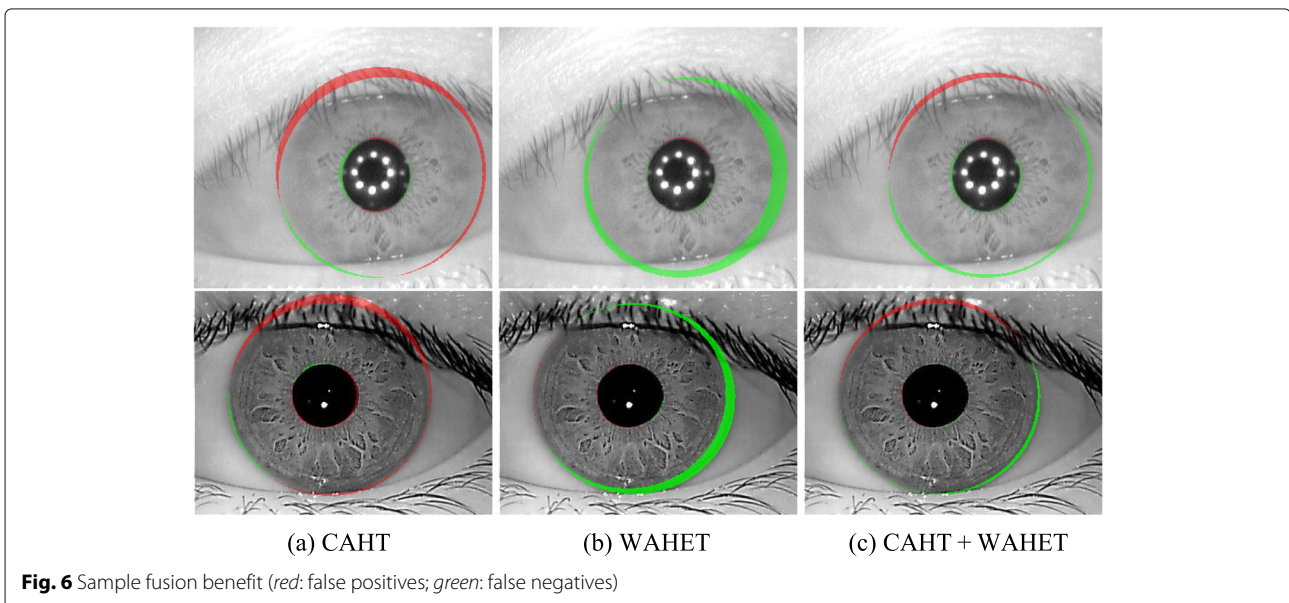 (a) CAHT
(b) WAHET
(c) CAHT + WAHET
Fig. 6 Sample fusion benefit (red: false positives; green: false negatives)